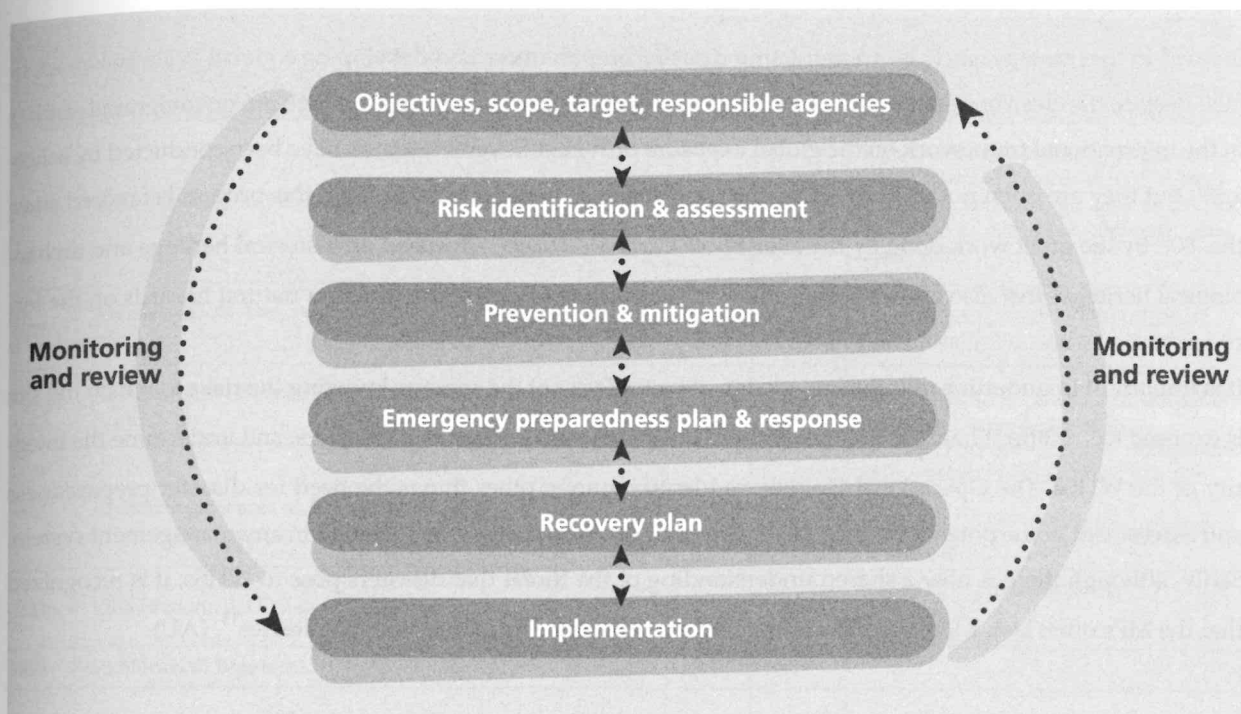 Objectives, scope, target, responsible agencies
Risk identification & assessment
Prevention & mitigation
Monitoring
and review
Monitoring
and review
Emergency preparedness plan & response
Recovery plan
Implementation